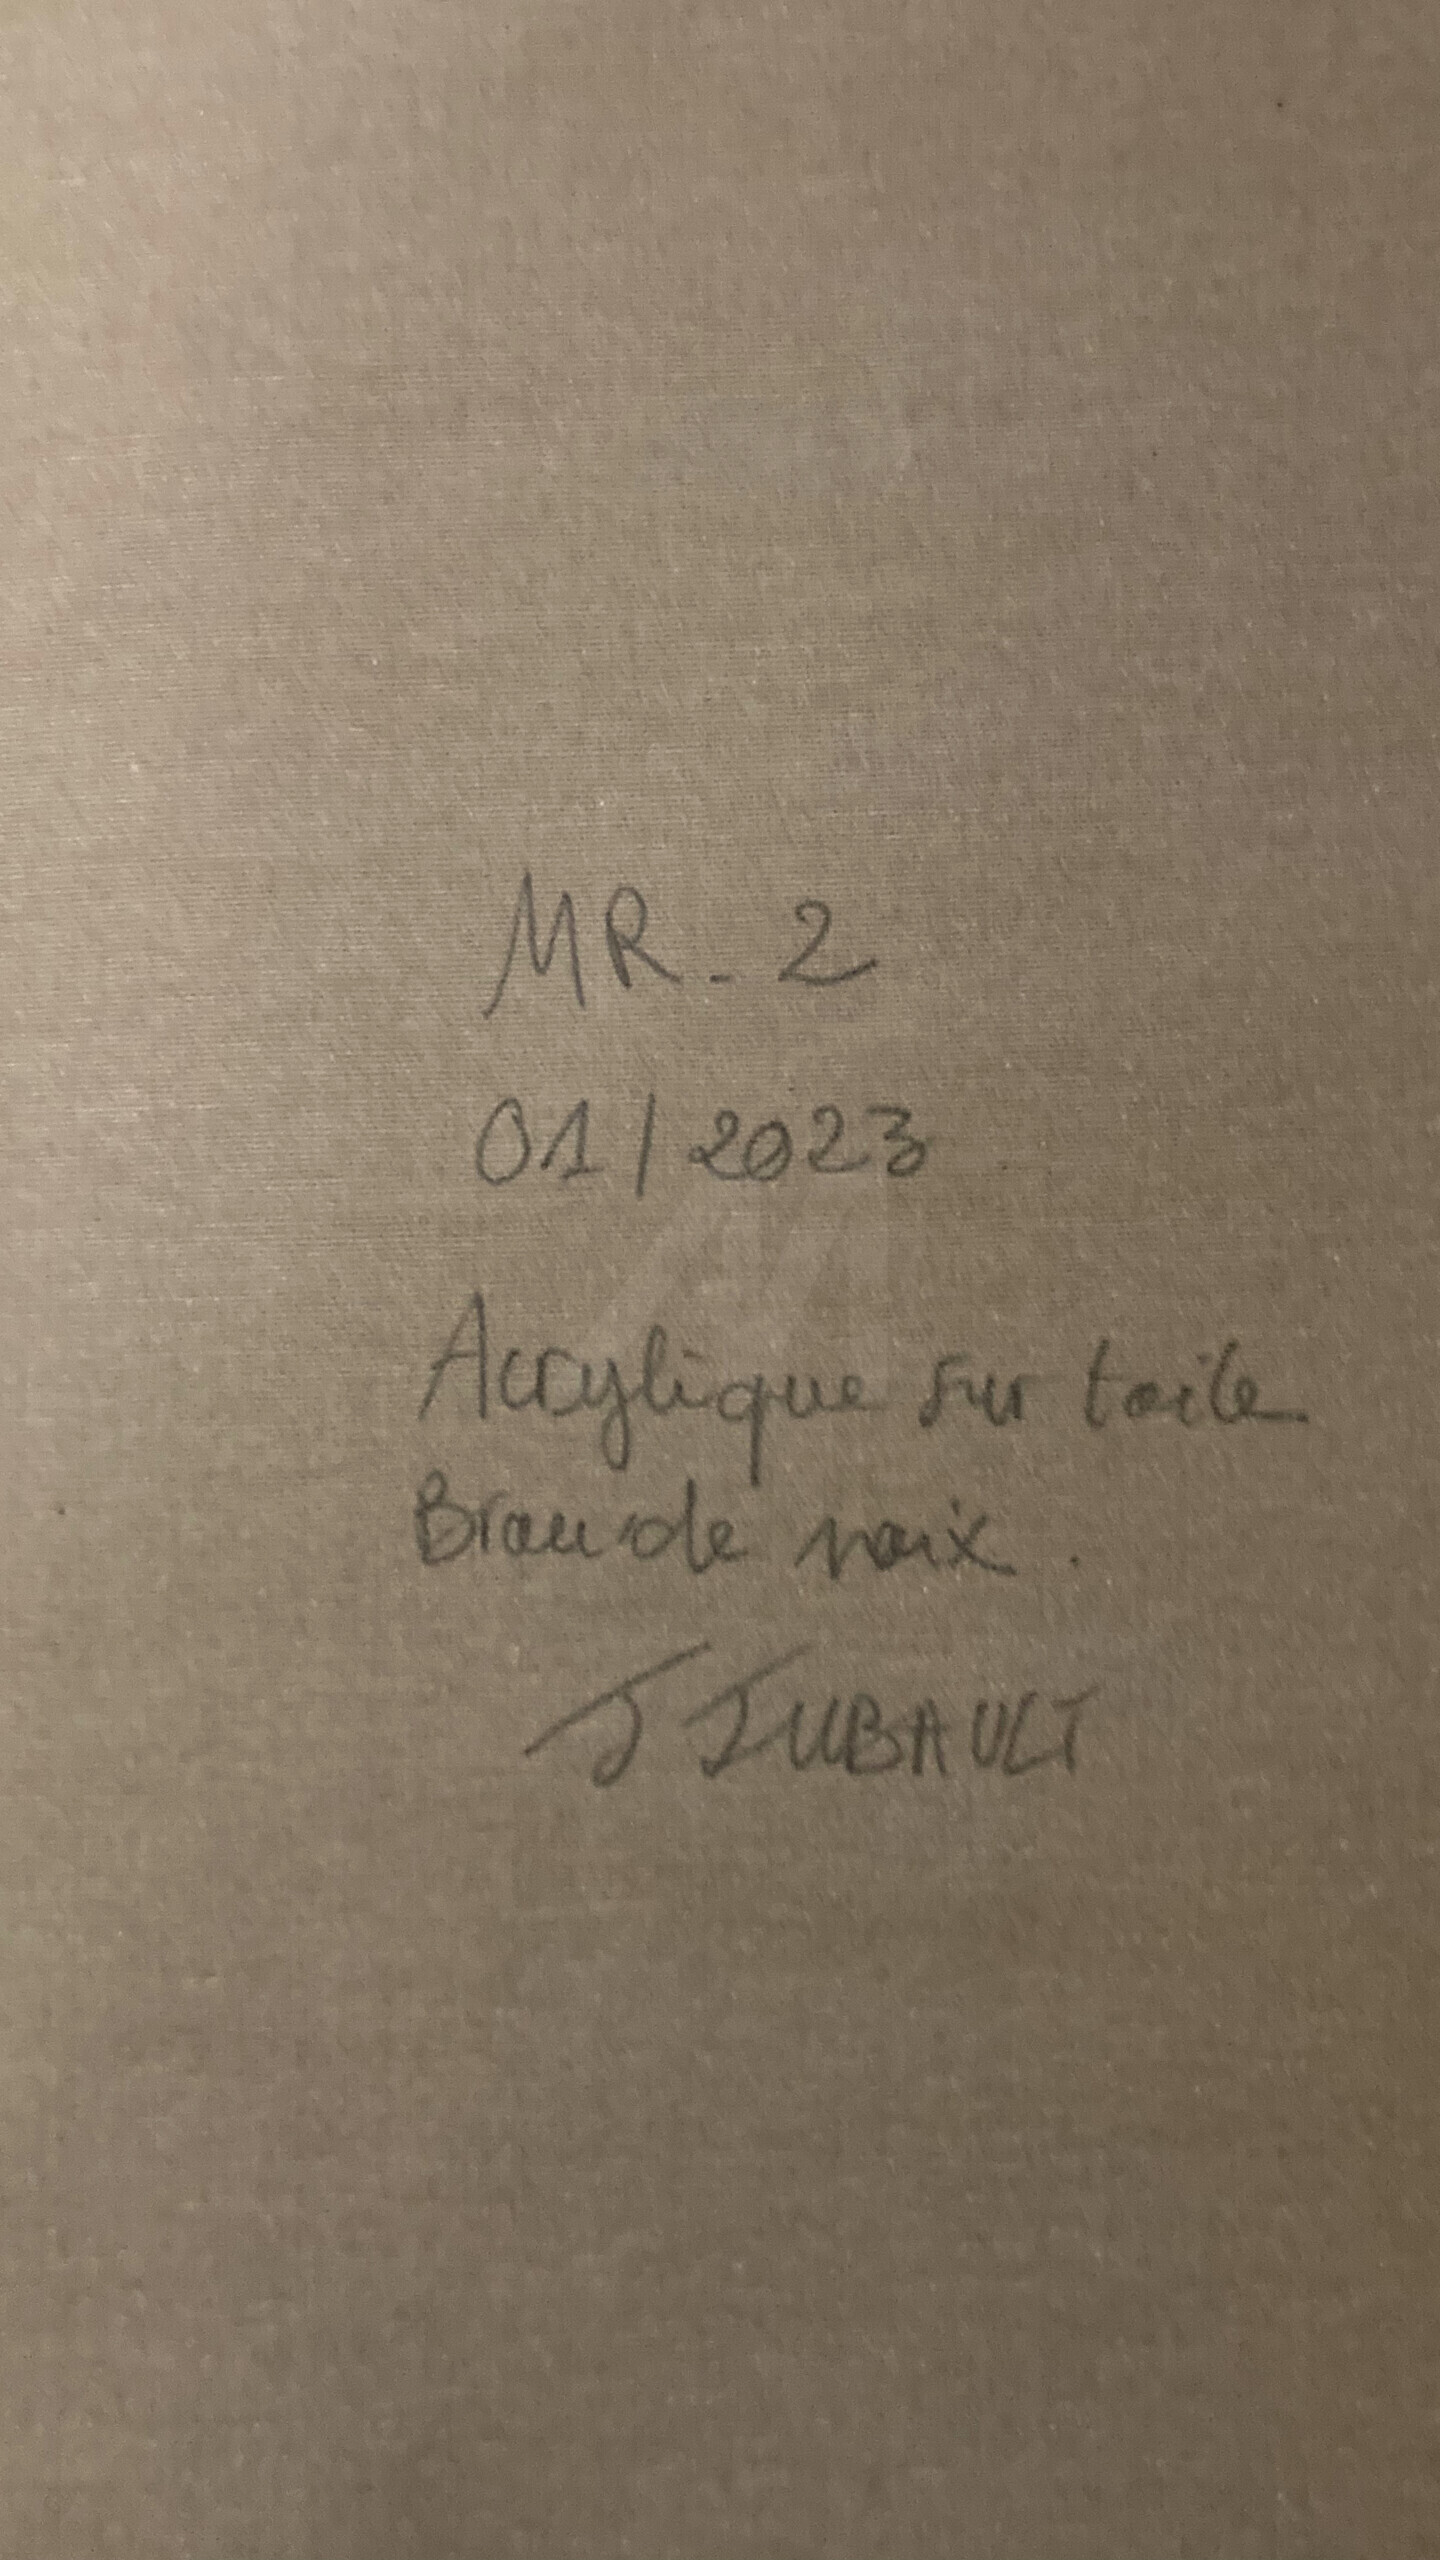 MR_2
01/2023
Acrylique sur toile
Brou de noix.
J JUBAULT